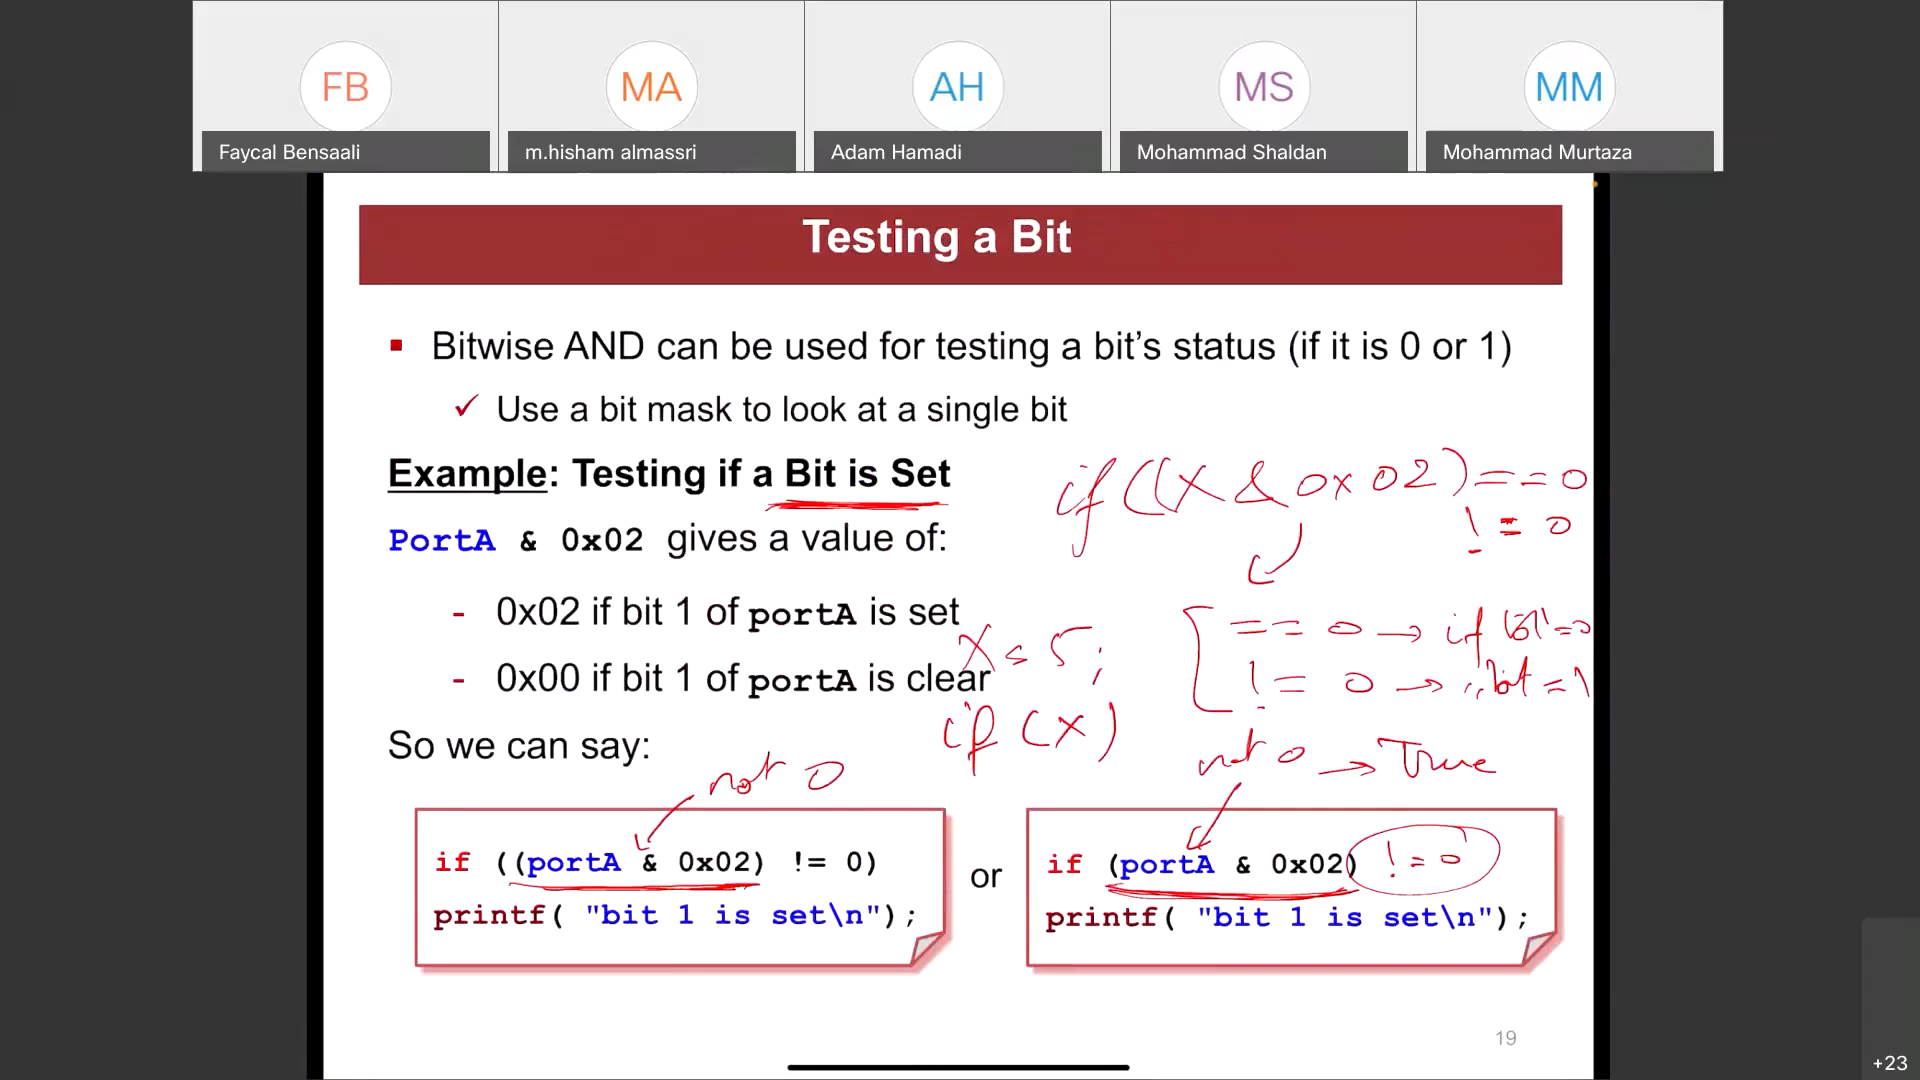 FB MA AH MS MM
Faycal Bensaali m.hisham almassri Adam Hamadi Mohammad Shaldan Mohammad Murtaza
Testing a Bit
▪ Bitwise AND can be used for testing a bit’s status (if it is 0 or 1)
✓ Use a bit mask to look at a single bit
Example: Testing if a Bit is Set
if ((X & 0x02) == 0
!= 0
PortA & 0x02 gives a value of:
- 0x02 if bit 1 of portA is set
- 0x00 if bit 1 of portA is clear
X = 5;
if (X)
== 0 → if bit = 0
!= 0 → " bit = 1
So we can say:
not 0
not 0 → True
if ((portA & 0x02) != 0)
printf( "bit 1 is set\n");
or
if (portA & 0x02) != 0
printf( "bit 1 is set\n");
19
+23